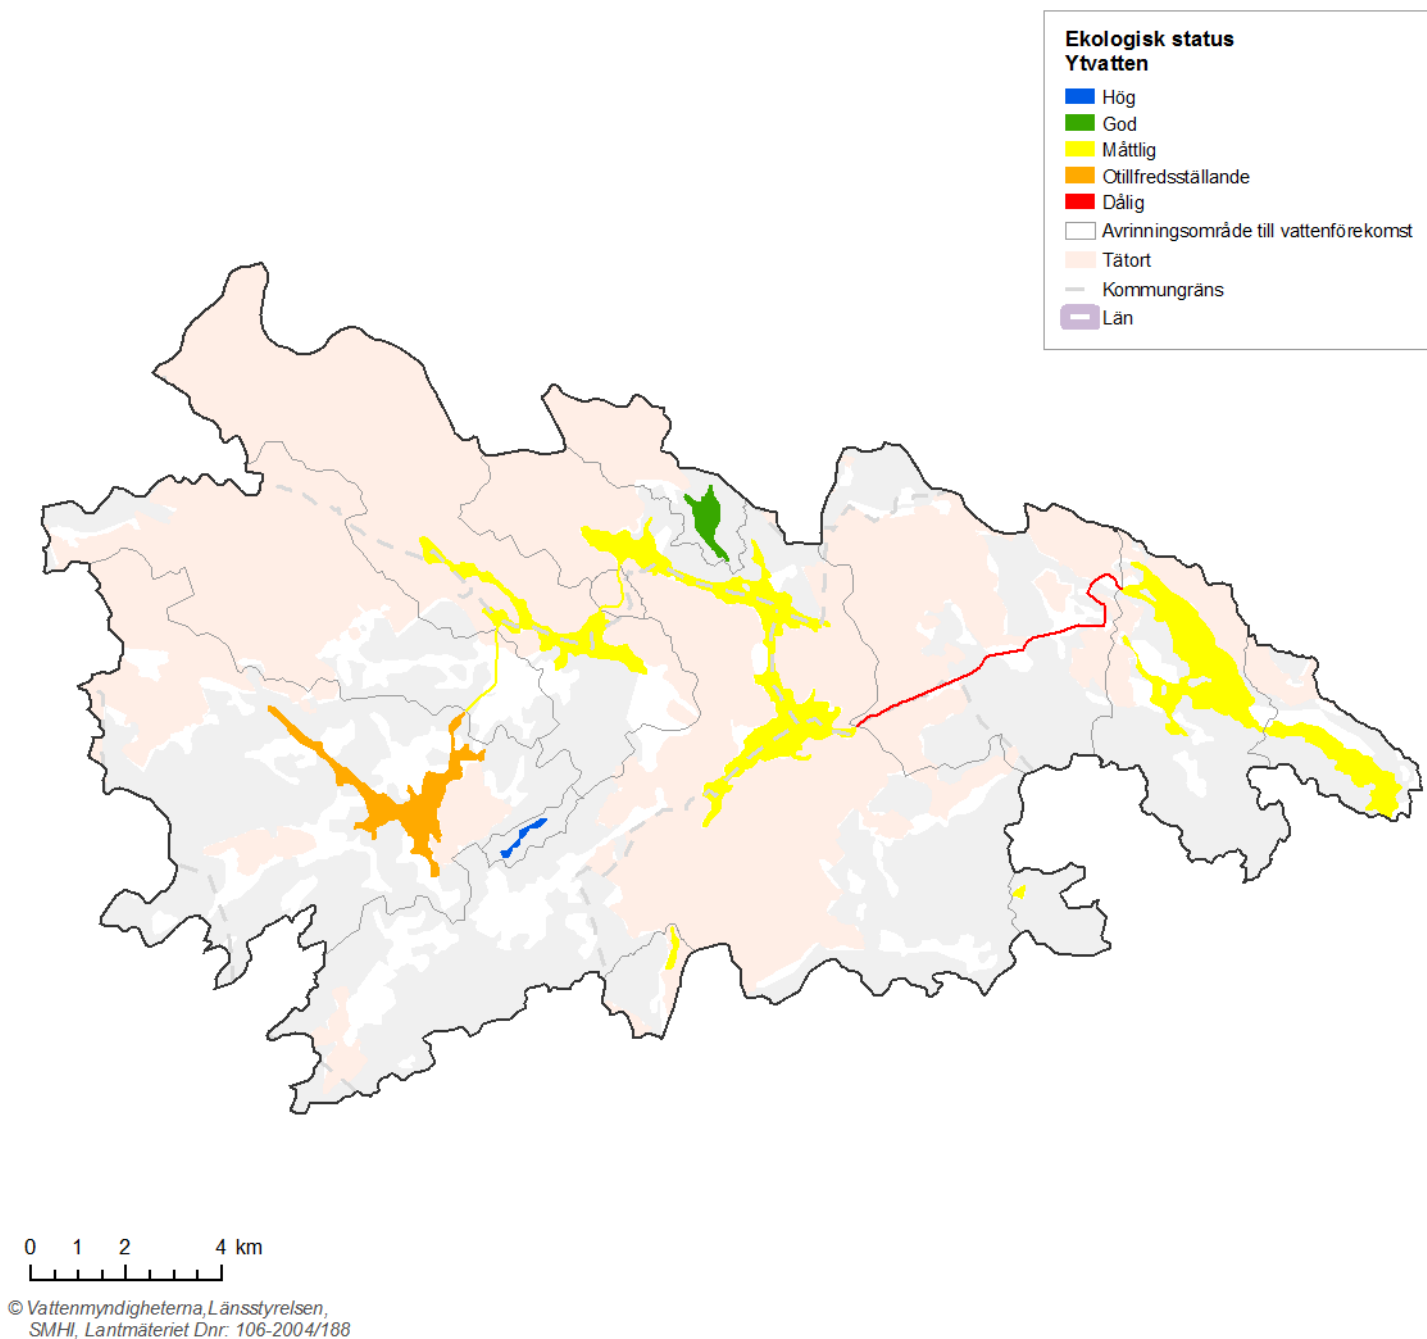 Ekologisk status
Ytvatten
Hög
God
Måttlig
Otillfredsställande
Dålig
Avrinningsområde till vattenförekomst
Tätort
Kommungräns
Län
0 1 2 4 km
© Vattenmyndigheterna,Länsstyrelsen,
SMHI, Lantmäteriet Dnr: 106-2004/188